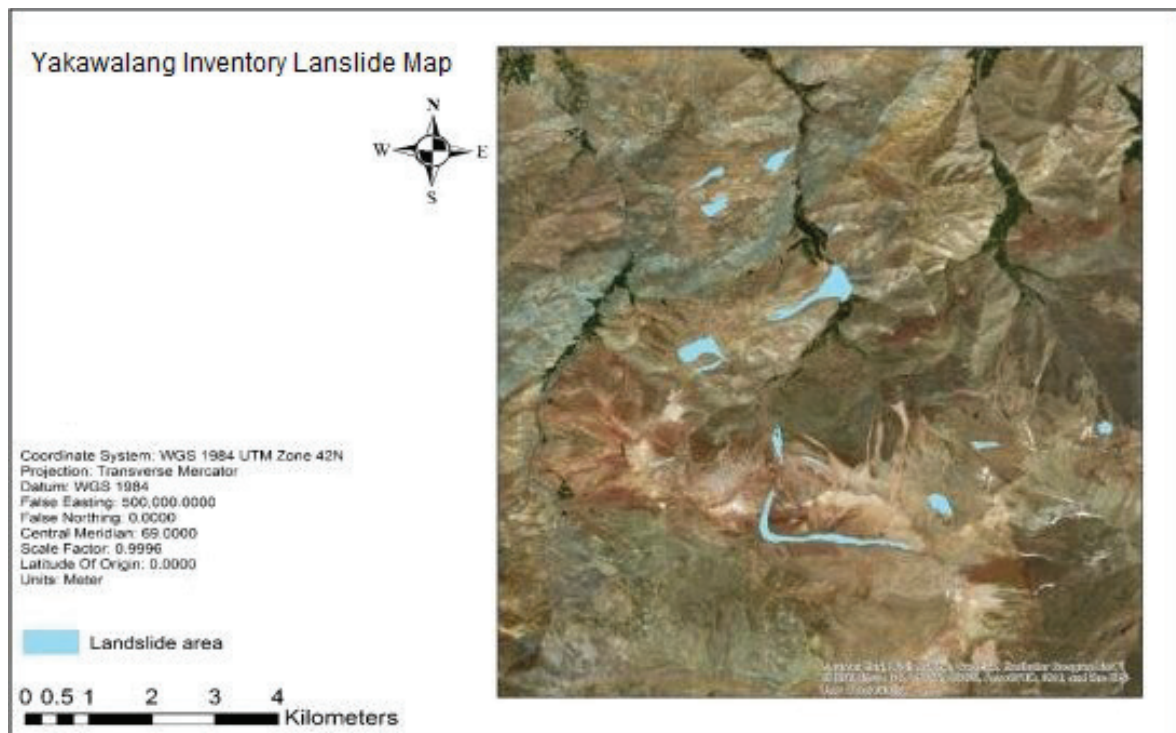 Yakawalang Inventory Lanslide Map
N
W E
S
Coordinate System: WGS 1984 UTM Zone 42N
Projection: Transverse Mercator
Datum: WGS 1984
False Easting: 500,000.0000
False Northing: 0.0000
Central Meridian: 69.0000
Scale Factor: 0.9996
Latitude Of Origin: 0.0000
Units: Meter
Landslide area
0 0.5 1 2 3 4
Kilometers